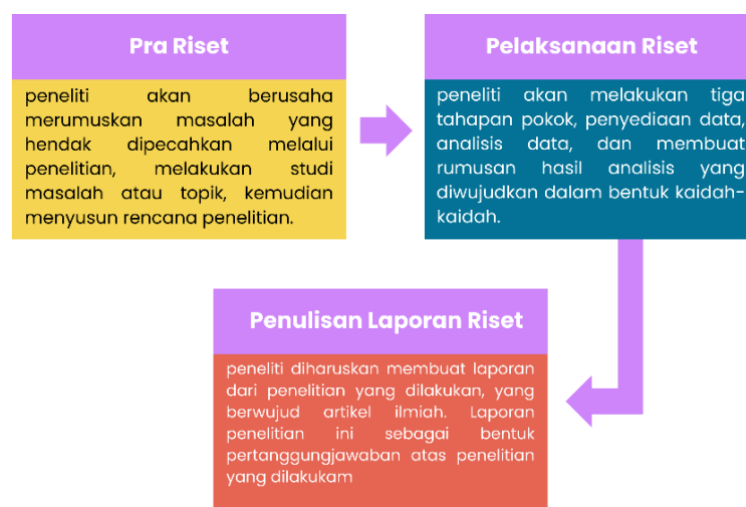 Pra Riset
peneliti akan berusaha
merumuskan masalah yang
hendak dipecahkan melalui
penelitian, melakukan studi
masalah atau topik, kemudian
menyusun rencana penelitian.
Pelaksanaan Riset
peneliti akan melakukan tiga
tahapan pokok, penyediaan data,
analisis data, dan membuat
rumusan hasil analisis yang
diwujudkan dalam bentuk kaidah-
kaidah.
Penulisan Laporan Riset
peneliti diharuskan membuat laporan
dari penelitian yang dilakukan, yang
berwujud artikel ilmiah. Laporan
penelitian ini sebagai bentuk
pertanggungjawaban atas penelitian
yang dilakukam